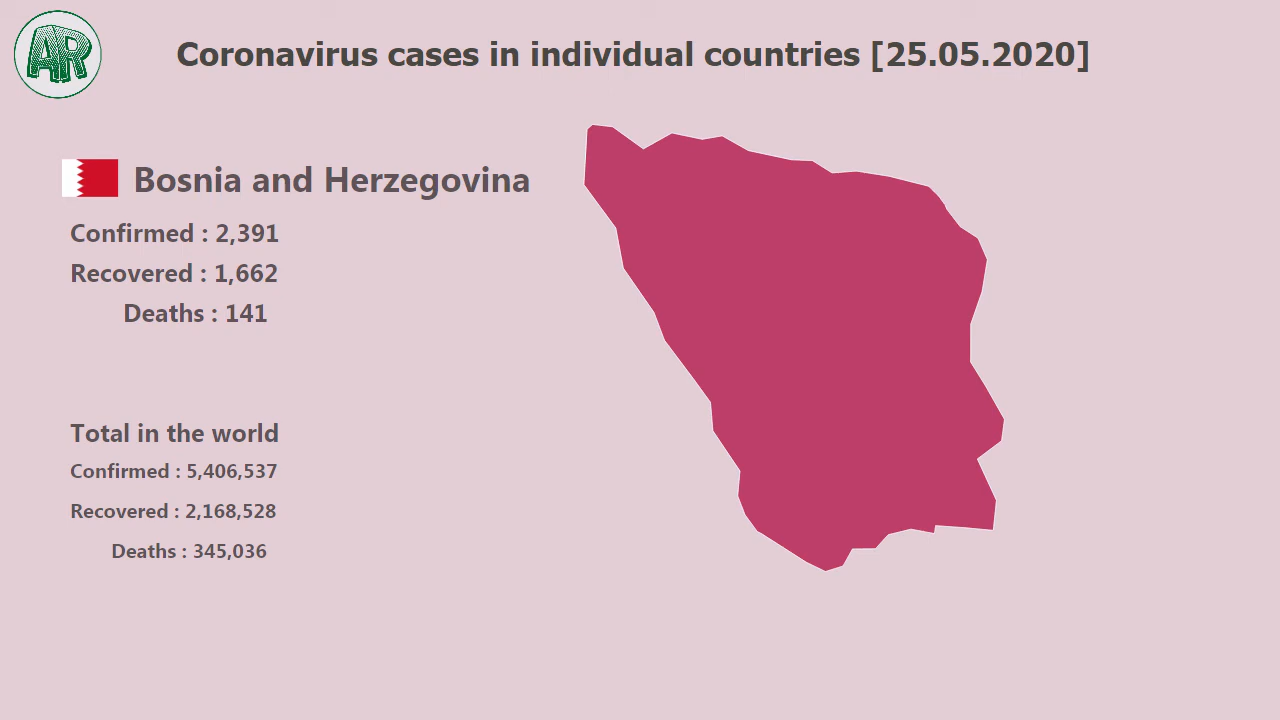 AR
Coronavirus cases in individual countries [25.05.2020]
Bosnia and Herzegovina
Confirmed : 2,391
Recovered : 1,662
Deaths : 141
Total in the world
Confirmed : 5,406,537
Recovered : 2,168,528
Deaths : 345,036